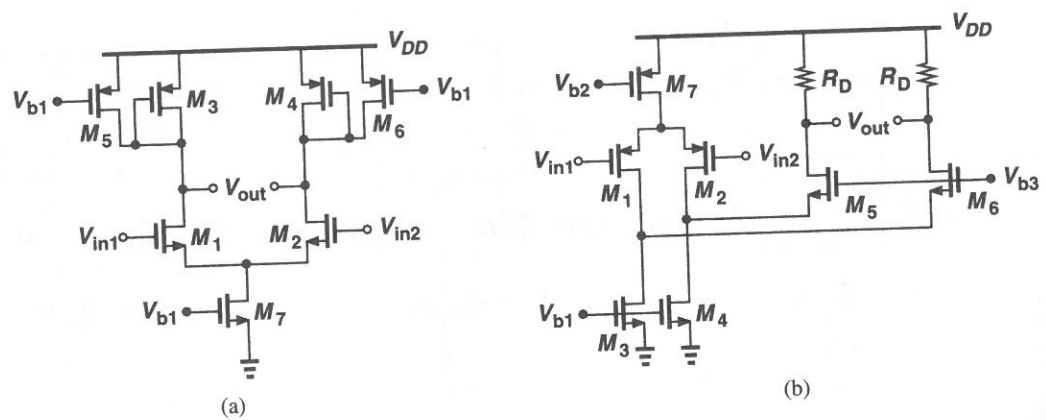 V_DD
V_b1
M_3
M_5
M_4
M_6
V_b1
V_out
V_in1
M_1
M_2
V_in2
V_b1
M_7
(a)
V_DD
V_b2
M_7
R_D
R_D
V_out
V_in1
M_1
M_2
V_in2
M_5
M_6
V_b3
V_b1
M_3
M_4
(b)